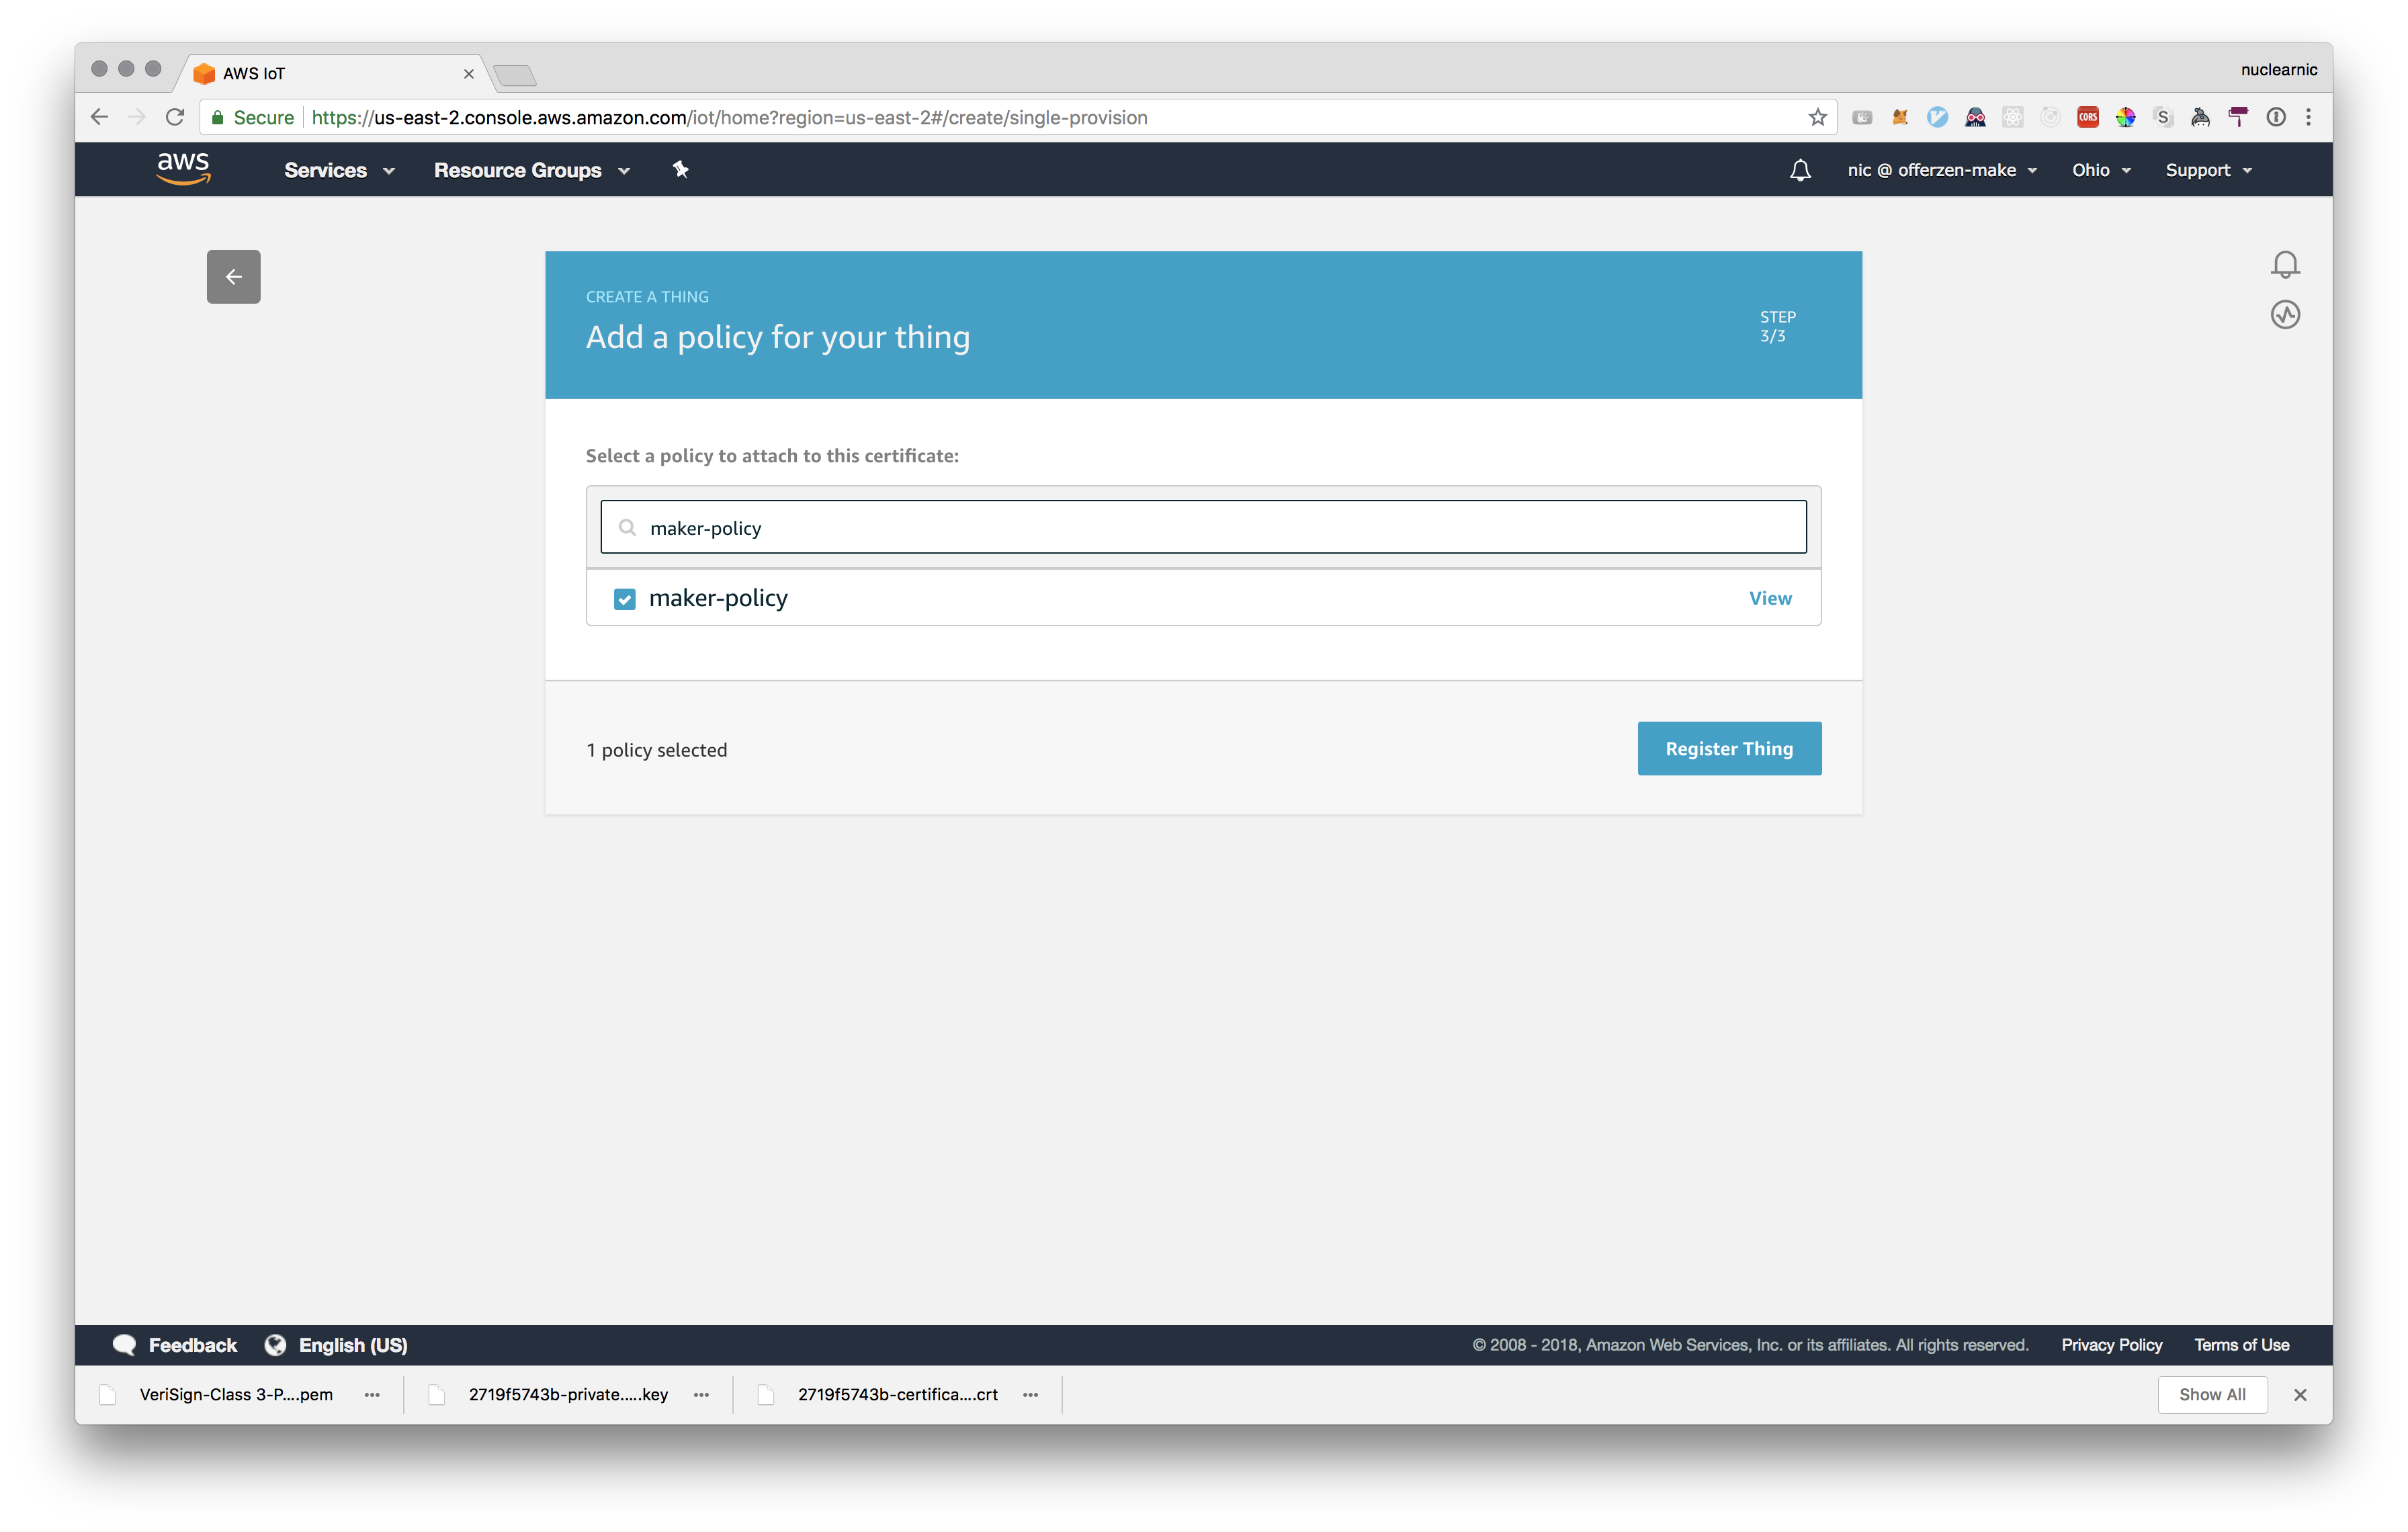 AWS IoT
nuclearnic
Secure https://us-east-2.console.aws.amazon.com/iot/home?region=us-east-2#/create/single-provision
CORS
S
aws Services Resource Groups nic @ offerzen-make Ohio Support
CREATE A THING
Add a policy for your thing
STEP
3/3
Select a policy to attach to this certificate:
maker-policy
maker-policy View
1 policy selected Register Thing
Feedback English (US) © 2008 - 2018, Amazon Web Services, Inc. or its affiliates. All rights reserved. Privacy Policy Terms of Use
VeriSign-Class 3-P....pem 2719f5743b-private.....key 2719f5743b-certifica....crt Show All